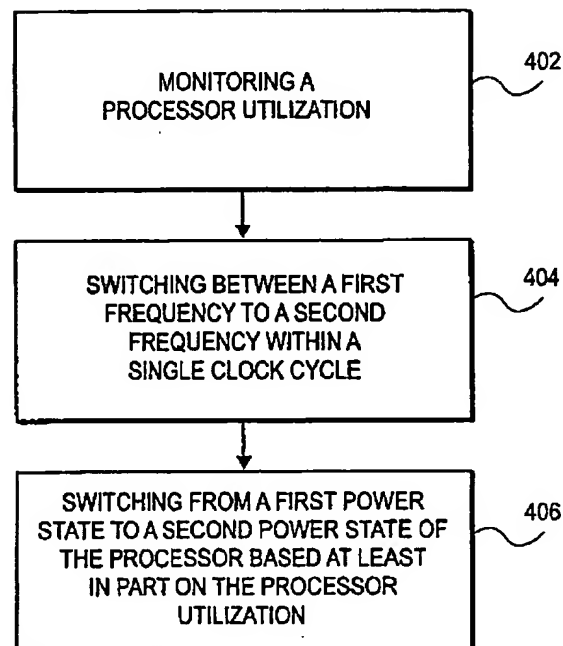 MONITORING A
PROCESSOR UTILIZATION
402
SWITCHING BETWEEN A FIRST
FREQUENCY TO A SECOND
FREQUENCY WITHIN A
SINGLE CLOCK CYCLE
404
SWITCHING FROM A FIRST POWER
STATE TO A SECOND POWER STATE OF
THE PROCESSOR BASED AT LEAST
IN PART ON THE PROCESSOR
UTILIZATION
406